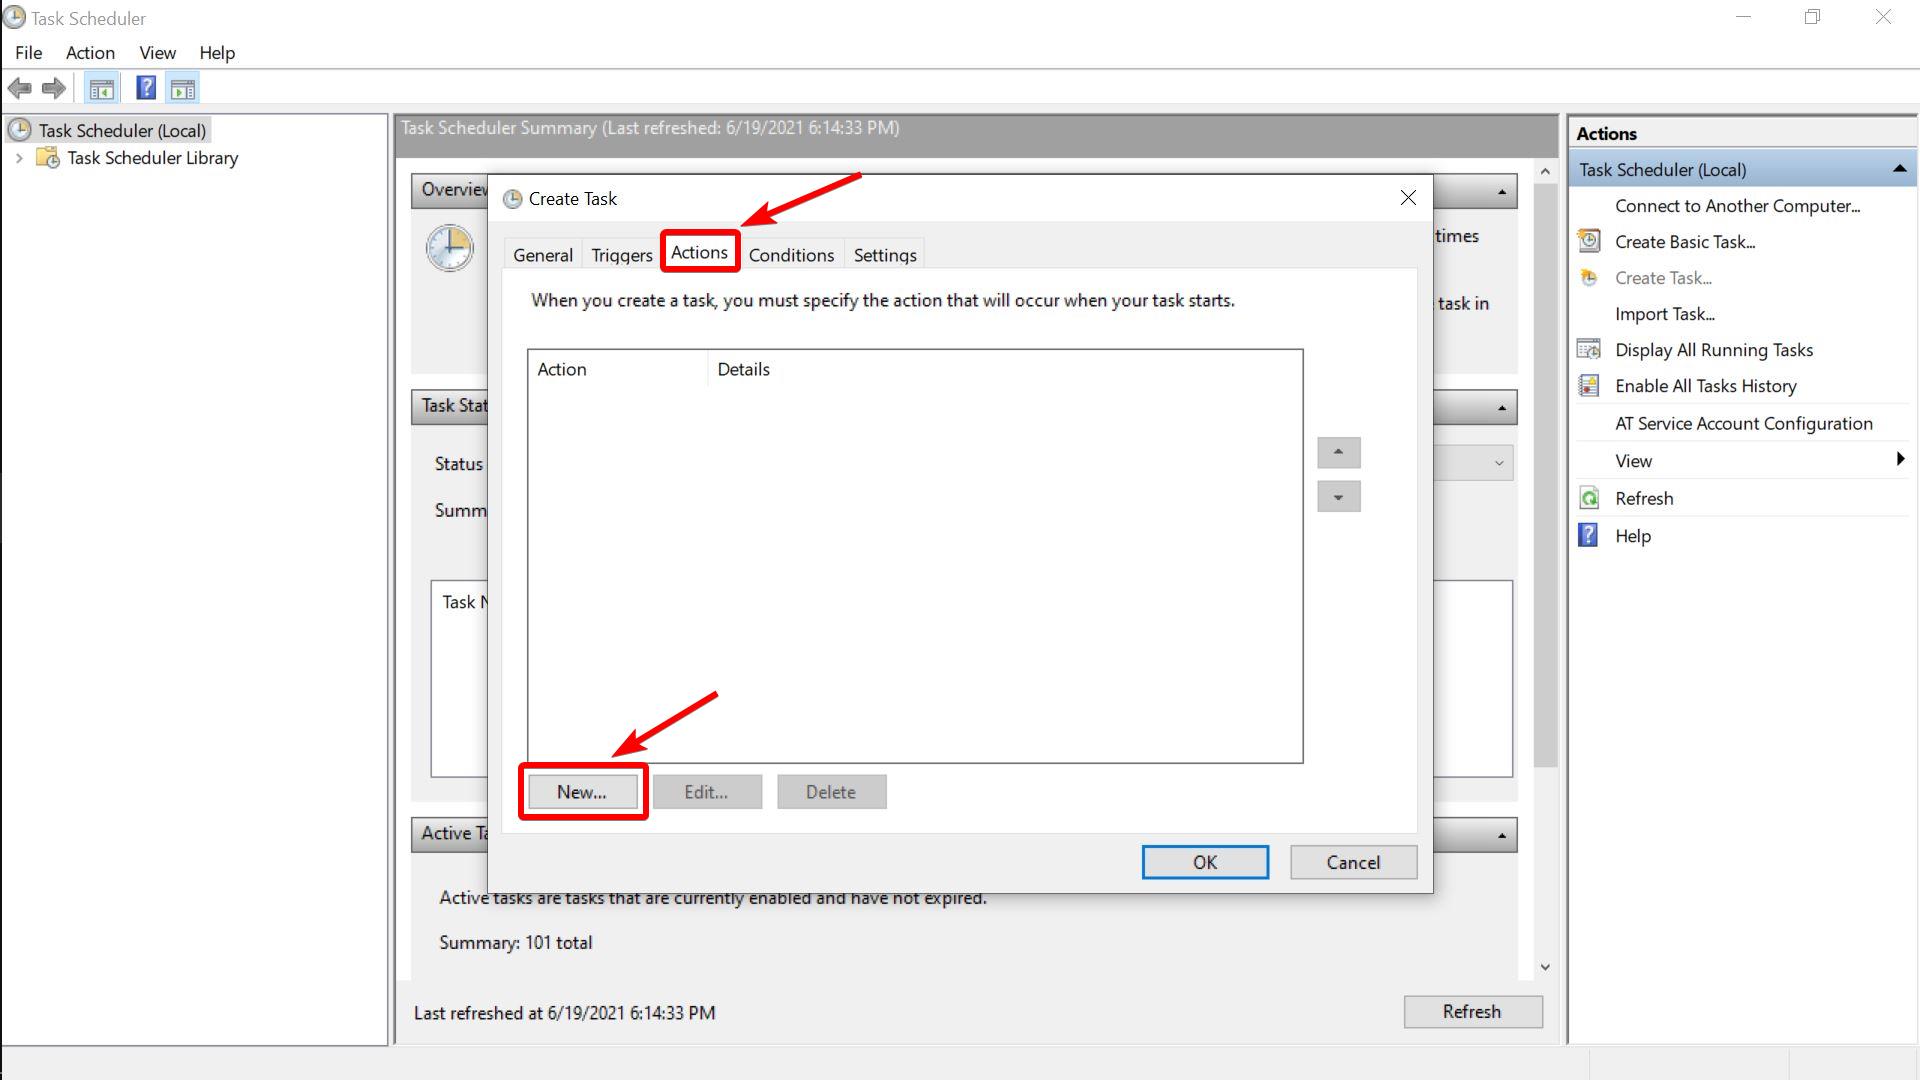 Task Scheduler
File Action View Help
Task Scheduler (Local)
Task Scheduler Library
Task Scheduler Summary (Last refreshed: 6/19/2021 6:14:33 PM)
times
task in
Status
Task N
Create Task
General Triggers Actions Conditions Settings
When you create a task, you must specify the action that will occur when your task starts.
Action Details
New... Edit... Delete
OK Cancel
Active tasks are tasks that are currently enabled and have not expired.
Summary: 101 total
Last refreshed at 6/19/2021 6:14:33 PM
Refresh
Actions
Task Scheduler (Local)
Connect to Another Computer...
Create Basic Task...
Create Task...
Import Task...
Display All Running Tasks
Enable All Tasks History
AT Service Account Configuration
View
Refresh
Help